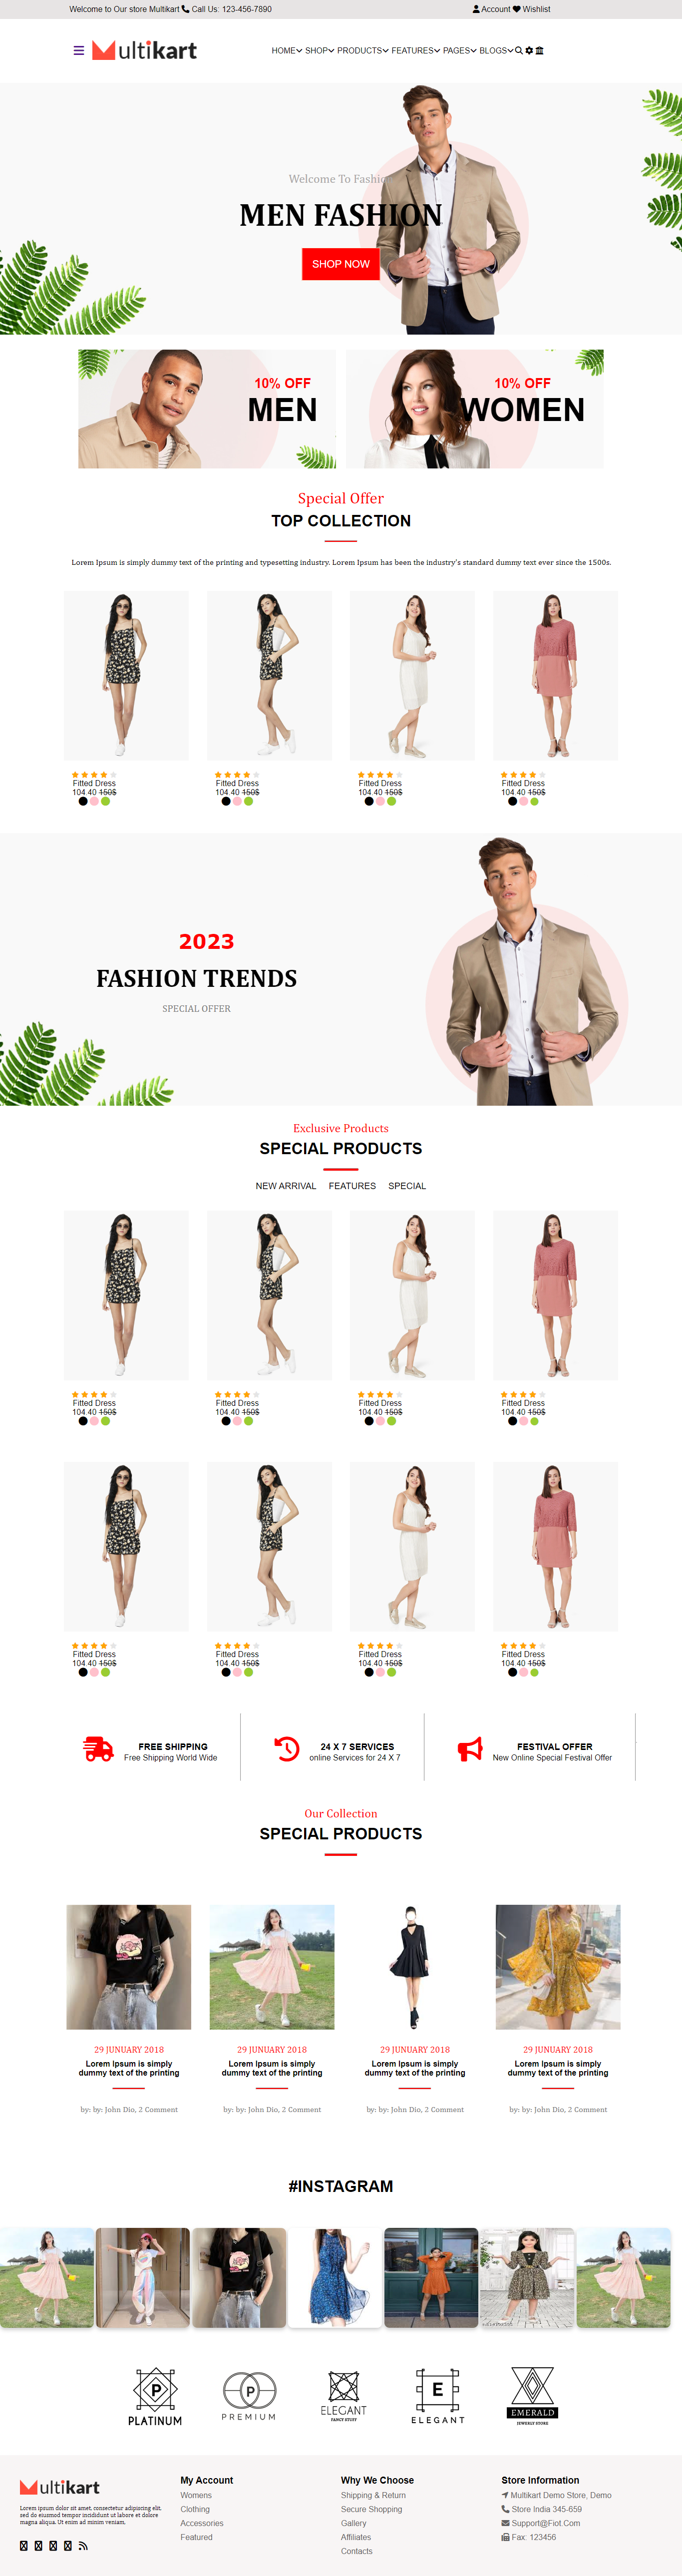 Welcome to Our store Multikart Call Us: 123-456-7890
Account Wishlist
Multikart
HOME SHOP PRODUCTS FEATURES PAGES BLOGS
Welcome To Fashion
MEN FASHION
SHOP NOW
10% OFF
MEN
10% OFF
WOMEN
Special Offer
TOP COLLECTION
Lorem Ipsum is simply dummy text of the printing and typesetting industry. Lorem Ipsum has been the industry's standard dummy text ever since the 1500s.
Fitted Dress
104.40 150$
Fitted Dress
104.40 150$
Fitted Dress
104.40 150$
Fitted Dress
104.40 150$
2023
FASHION TRENDS
SPECIAL OFFER
Exclusive Products
SPECIAL PRODUCTS
NEW ARRIVAL FEATURES SPECIAL
Fitted Dress
104.40 150$
Fitted Dress
104.40 150$
Fitted Dress
104.40 150$
Fitted Dress
104.40 150$
Fitted Dress
104.40 150$
Fitted Dress
104.40 150$
Fitted Dress
104.40 150$
Fitted Dress
104.40 150$
FREE SHIPPING
Free Shipping World Wide
24 X 7 SERVICES
online Services for 24 X 7
FESTIVAL OFFER
New Online Special Festival Offer
Our Collection
SPECIAL PRODUCTS
29 JUNUARY 2018
Lorem Ipsum is simply
dummy text of the printing
by: by: John Dio, 2 Comment
29 JUNUARY 2018
Lorem Ipsum is simply
dummy text of the printing
by: by: John Dio, 2 Comment
29 JUNUARY 2018
Lorem Ipsum is simply
dummy text of the printing
by: by: John Dio, 2 Comment
29 JUNUARY 2018
Lorem Ipsum is simply
dummy text of the printing
by: by: John Dio, 2 Comment
#INSTAGRAM
P
PLATINUM
P
PREMIUM
ELEGANT
FANCY STUFF
E
ELEGANT
EMERALD
JEWERLY STORE
Multikart
Lorem ipsum dolor sit amet, consectetur adipiscing elit,
sed do eiusmod tempor incididunt ut labore et dolore
magna aliqua. Ut enim ad minim veniam.
My Account
Womens
Clothing
Accessories
Featured
Why We Choose
Shipping & Return
Secure Shopping
Gallery
Affiliates
Contacts
Store Information
Multikart Demo Store, Demo
Store India 345-659
Support@Fiot.Com
Fax: 123456